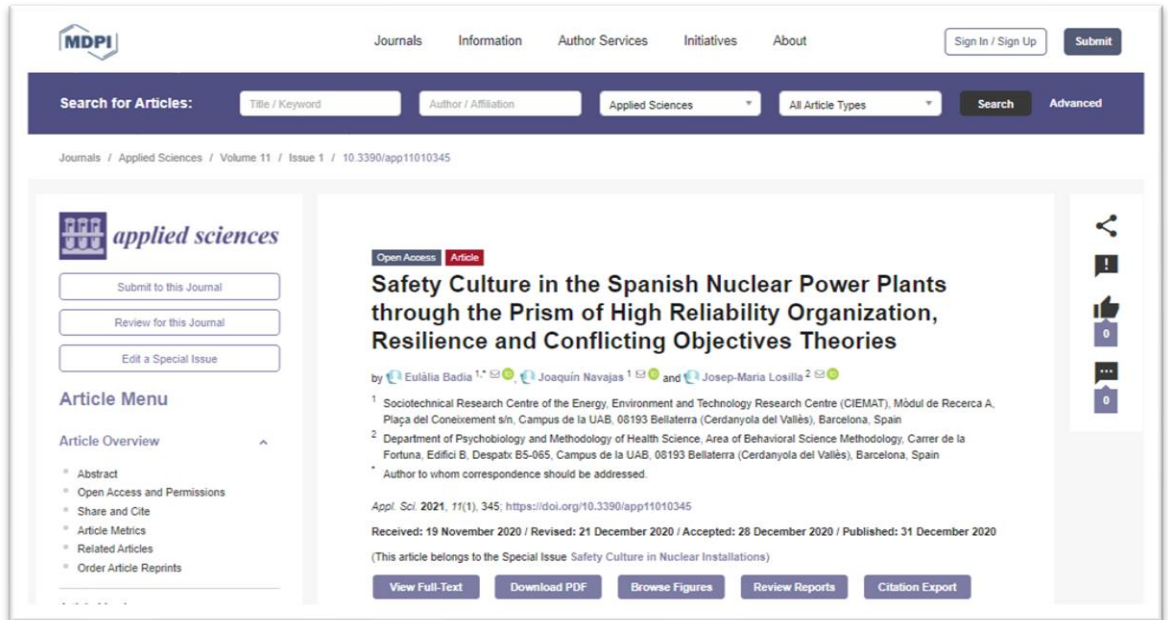 MDPI
Journals Information Author Services Initiatives About
Sign In / Sign Up Submit
Search for Articles:
Title / Keyword
Author / Affiliation
Applied Sciences
All Article Types
Search
Advanced
Journals / Applied Sciences / Volume 11 / Issue 1 / 10.3390/app11010345
applied sciences
Submit to this Journal
Review for this Journal
Edit a Special Issue
Article Menu
Article Overview
Abstract
Open Access and Permissions
Share and Cite
Article Metrics
Related Articles
Order Article Reprints
Open Access Article
Safety Culture in the Spanish Nuclear Power Plants
through the Prism of High Reliability Organization,
Resilience and Conflicting Objectives Theories
by Eulàlia Badia 1,* , Joaquín Navajas 1 and Josep-Maria Losilla 2
1 Sociotechnical Research Centre of the Energy, Environment and Technology Research Centre (CIEMAT), Mòdul de Recerca A,
Plaça del Coneixement s/n, Campus de la UAB, 08193 Bellaterra (Cerdanyola del Vallès), Barcelona, Spain
2 Department of Psychobiology and Methodology of Health Science, Area of Behavioral Science Methodology, Carrer de la
Fortuna, Edifici B, Despatx B5-065, Campus de la UAB, 08193 Bellaterra (Cerdanyola del Vallès), Barcelona, Spain
* Author to whom correspondence should be addressed.
Appl. Sci. 2021, 11(1), 345; https://doi.org/10.3390/app11010345
Received: 19 November 2020 / Revised: 21 December 2020 / Accepted: 28 December 2020 / Published: 31 December 2020
(This article belongs to the Special Issue Safety Culture in Nuclear Installations)
View Full-Text Download PDF Browse Figures Review Reports Citation Export
0
0